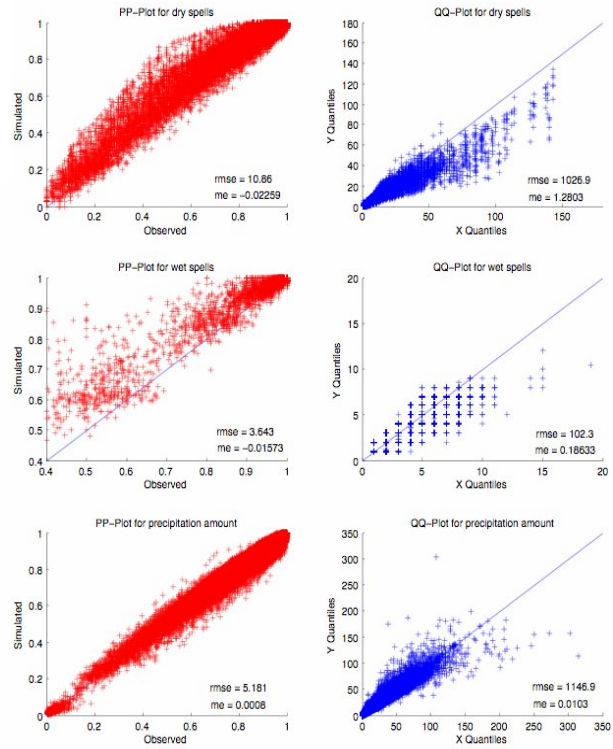 PP-Plot for dry spells
1
0.8
0.6
0.4
0.2
0
Simulated
rmse = 10.86
me = −0.02259
0 0.2 0.4 0.6 0.8 1
Observed
QQ-Plot for dry spells
180
160
140
120
100
80
60
40
20
0
Y Quantiles
rmse = 1026.9
me = 1.2803
0 50 100 150
X Quantiles
PP-Plot for wet spells
1
0.9
0.8
0.7
0.6
0.5
0.4
Simulated
rmse = 3.643
me = −0.01573
0.4 0.5 0.6 0.7 0.8 0.9 1
Observed
QQ-Plot for wet spells
20
15
10
5
0
Y Quantiles
rmse = 102.3
me = 0.18633
0 5 10 15 20
X Quantiles
PP-Plot for precipitation amount
1
0.8
0.6
0.4
0.2
0
Simulated
rmse = 5.181
me = 0.0008
0 0.2 0.4 0.6 0.8 1
Observed
QQ-Plot for precipitation amount
350
300
250
200
150
100
50
0
Y Quantiles
rmse = 1146.9
me = 0.0103
0 50 100 150 200 250 300 350
X Quantiles